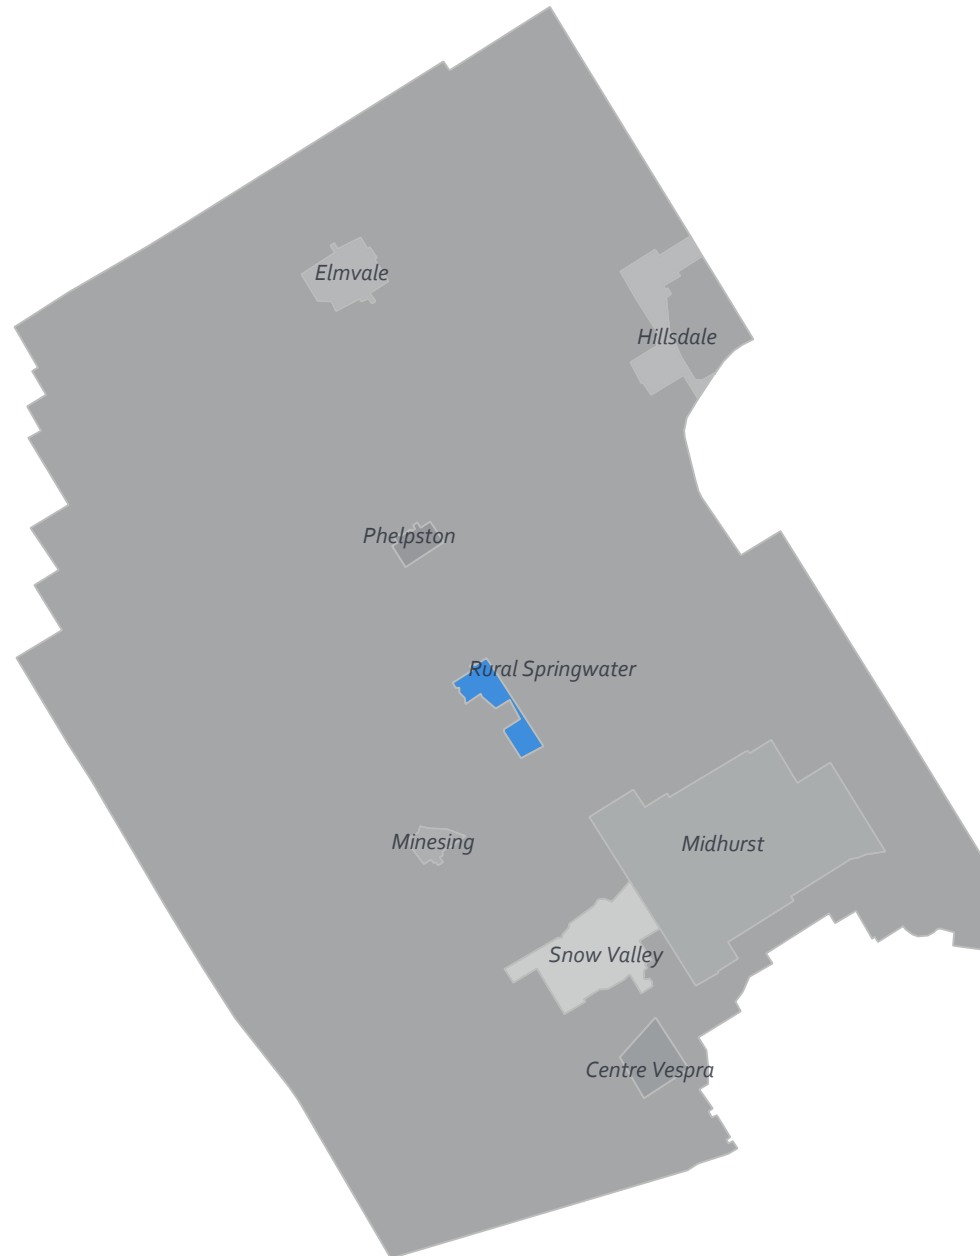 Elmvale
Hillsdale
Phelpston
Rural Springwater
Minesing
Midhurst
Snow Valley
Centre Vespra